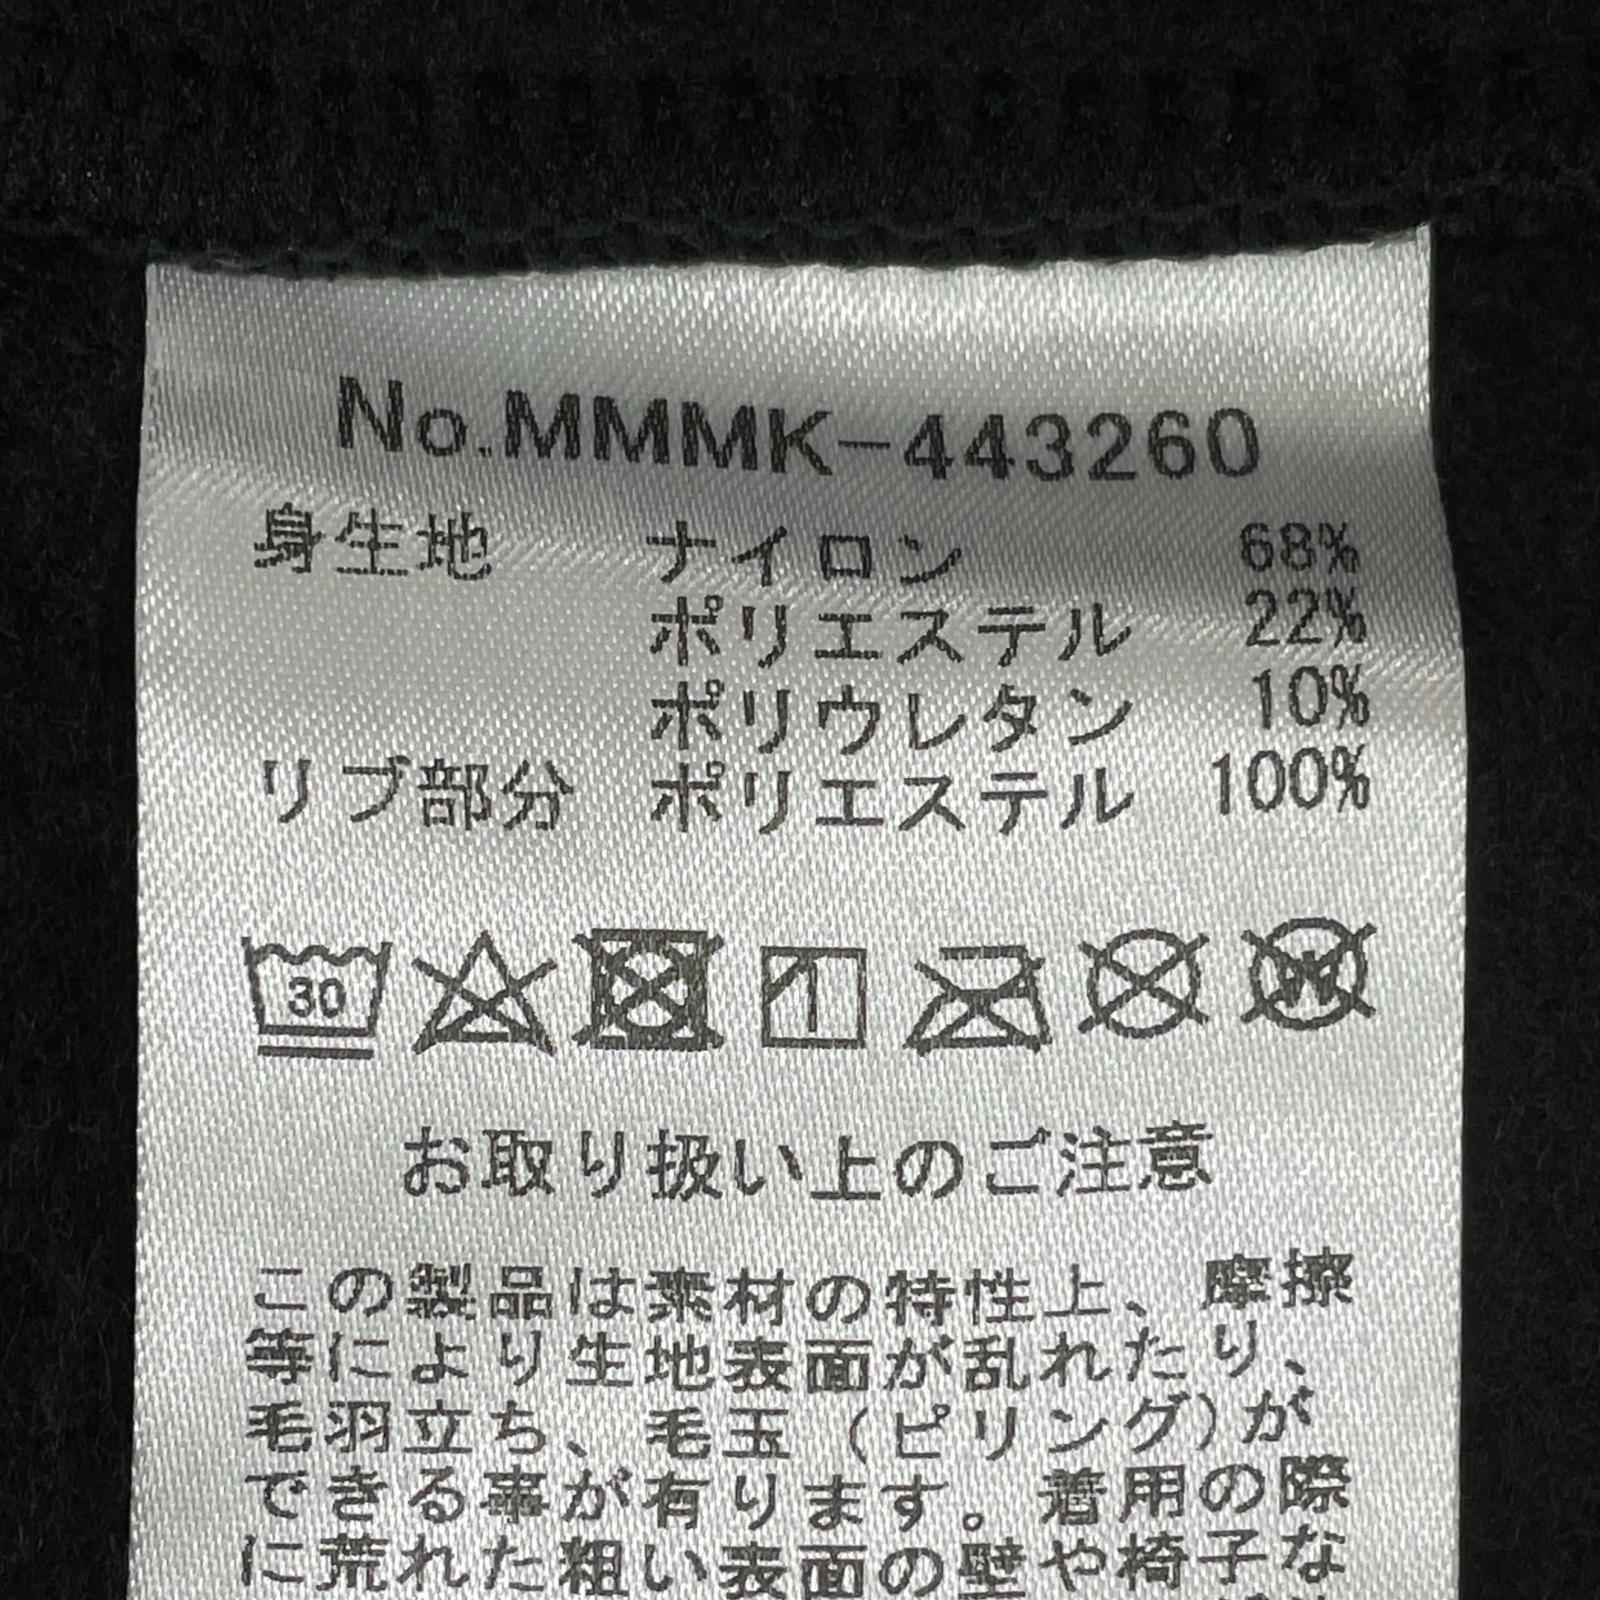 No.MMMK-443260
身生地 ナイロン 68%
ポリエステル 22%
ポリウレタン 10%
リブ部分 ポリエステル 100%
30
W
お取り扱い上のご注意
この製品は素材の特性上、摩擦
等により生地表面が乱れたり、
毛羽立ち、毛玉（ピリング）が
できる事が有ります。着用の際
に荒れた粗い表面の壁や椅子な